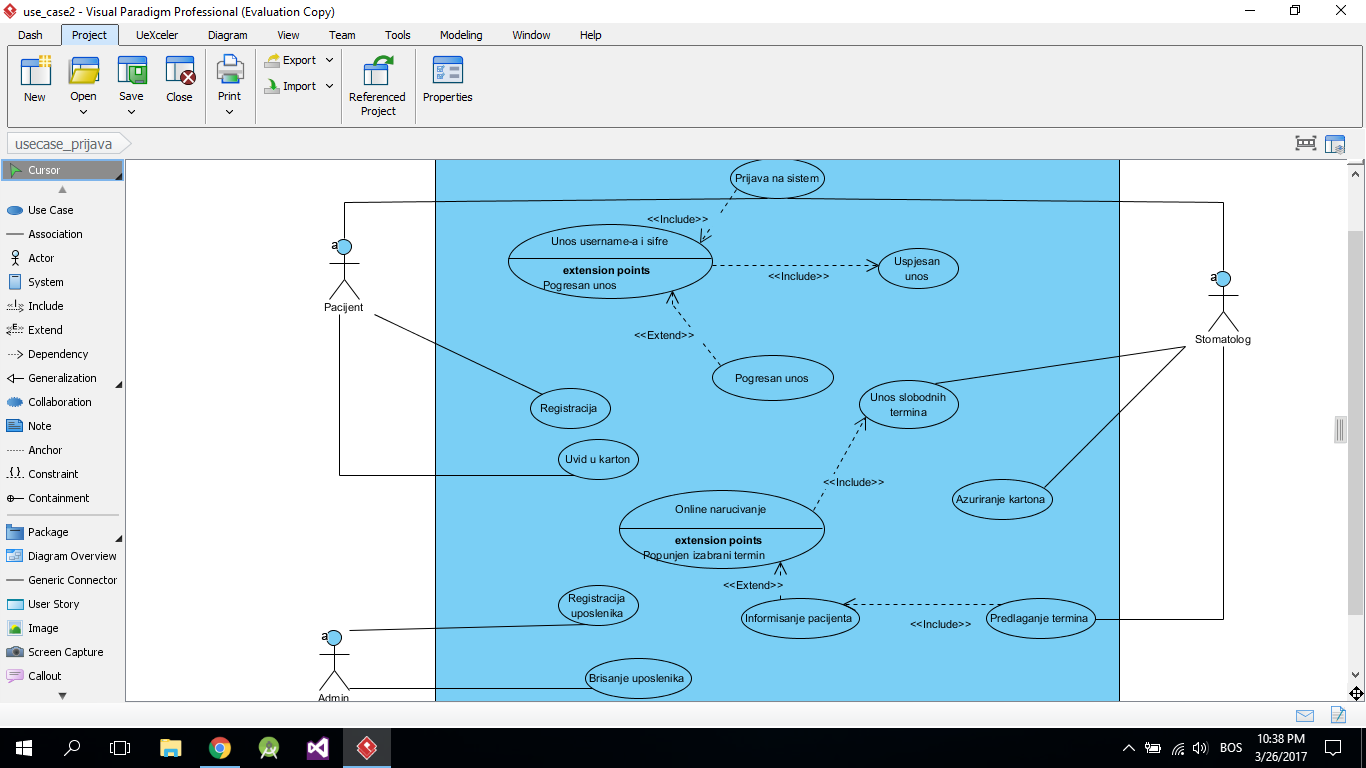 use_case2 - Visual Paradigm Professional (Evaluation Copy)
Dash Project UeXceler Diagram View Team Tools Modeling Window Help
New
Open
Save
Close
Print
Export
Import
Referenced
Project
Properties
usecase_prijava
Cursor
Use Case
Association
Actor
System
Include
Extend
Dependency
Generalization
Collaboration
Note
Anchor
Constraint
Containment
Package
Diagram Overview
Generic Connector
User Story
Image
Screen Capture
Callout
Prijava na sistem
<<Include>>
Unos username-a i sifre
extension points
Pogresan unos
<<Include>>
Uspjesan
unos
a
Pacijent
a
Stomatolog
<<Extend>>
Pogresan unos
Unos slobodnih
termina
Registracija
Uvid u karton
<<Include>>
Azuriranje kartona
Online narucivanje
extension points
Popunjen izabrani termin
<<Extend>>
Registracija
uposlenika
Informisanje pacijenta
<<Include>>
Predlaganje termina
a
Admin
Brisanje uposlenika
BOS
10:38 PM
3/26/2017